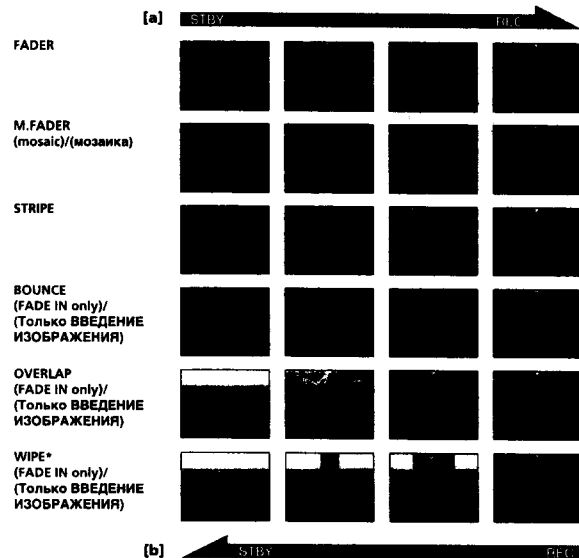 [a] STBY REC
FADER
M.FADER
(mosaic)/(мозаика)
STRIPE
BOUNCE
(FADE IN only)/
(Только ВВЕДЕНИЕ
ИЗОБРАЖЕНИЯ)
OVERLAP
(FADE IN only)/
(Только ВВЕДЕНИЕ
ИЗОБРАЖЕНИЯ)
WIPE*
(FADE IN only)/
(Только ВВЕДЕНИЕ
ИЗОБРАЖЕНИЯ)
[b] STBY REC